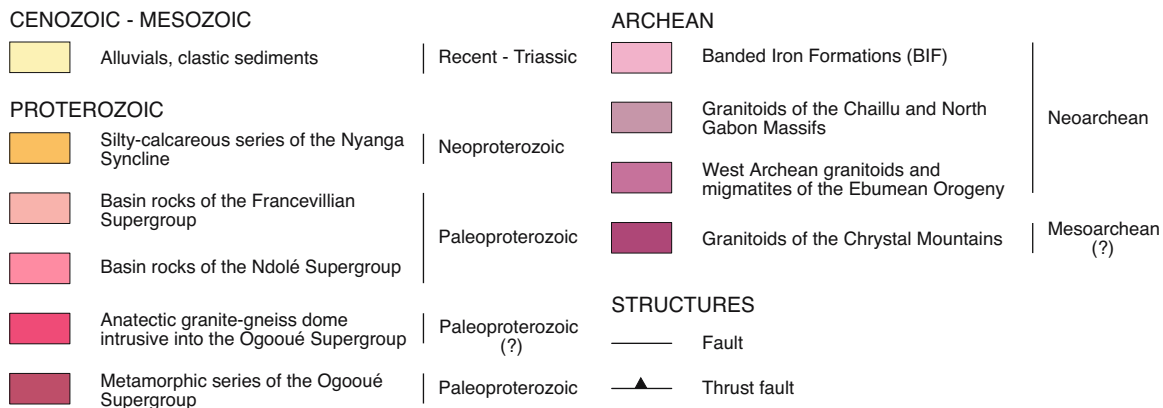 CENOZOIC - MESOZOIC
Alluvials, clastic sediments
Recent - Triassic
PROTEROZOIC
Silty-calcareous series of the Nyanga
Syncline
Neoproterozoic
Basin rocks of the Francevillian
Supergroup
Basin rocks of the Ndolé Supergroup
Paleoproterozoic
Anatectic granite-gneiss dome
intrusive into the Ogooué Supergroup
Paleoproterozoic
(?)
Metamorphic series of the Ogooué
Supergroup
Paleoproterozoic
ARCHEAN
Banded Iron Formations (BIF)
Granitoids of the Chaillu and North
Gabon Massifs
West Archean granitoids and
migmatites of the Ebumean Orogeny
Neoarchean
Granitoids of the Chrystal Mountains
Mesoarchean
(?)
STRUCTURES
Fault
Thrust fault